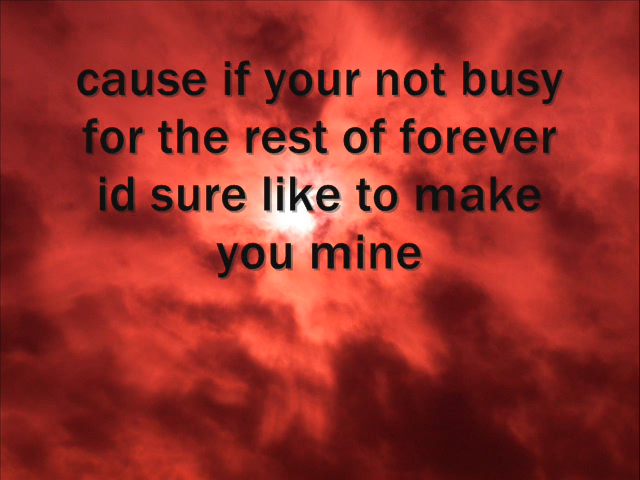 cause if your not busy
for the rest of forever
id sure like to make
you mine